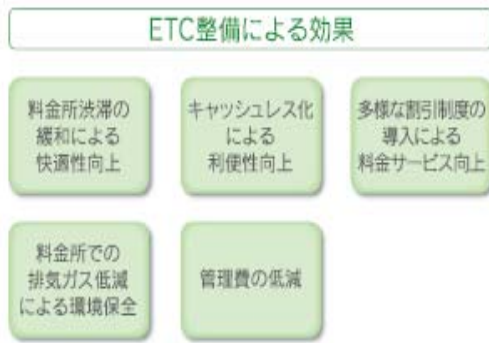 ETC整備による効果
料金所渋滞の
緩和による
快適性向上
キャッシュレス化
による
利便性向上
多様な割引制度の
導入による
料金サービス向上
料金所での
排気ガス低減
による環境保全
管理費の低減